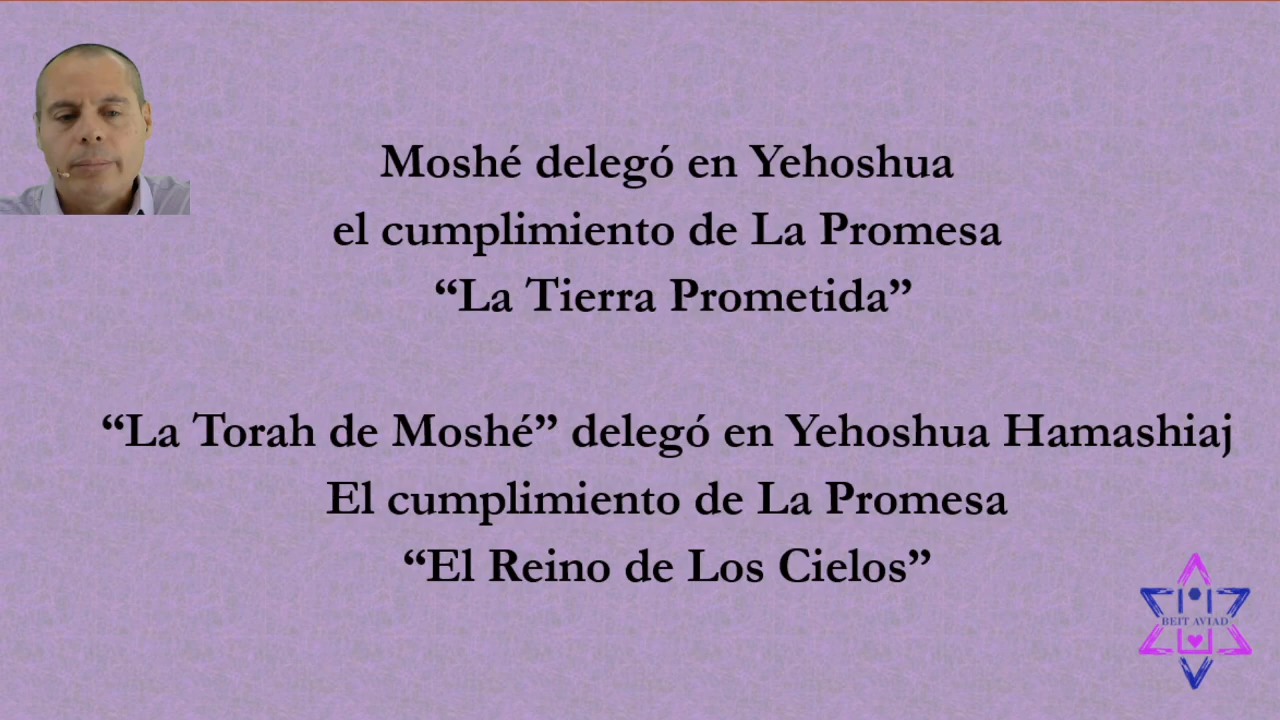 Moshé delegó en Yehoshua
el cumplimiento de La Promesa
“La Tierra Prometida”
“La Torah de Moshé” delegó en Yehoshua Hamashiaj
El cumplimiento de La Promesa
“El Reino de Los Cielos”
BEIT AVIAD